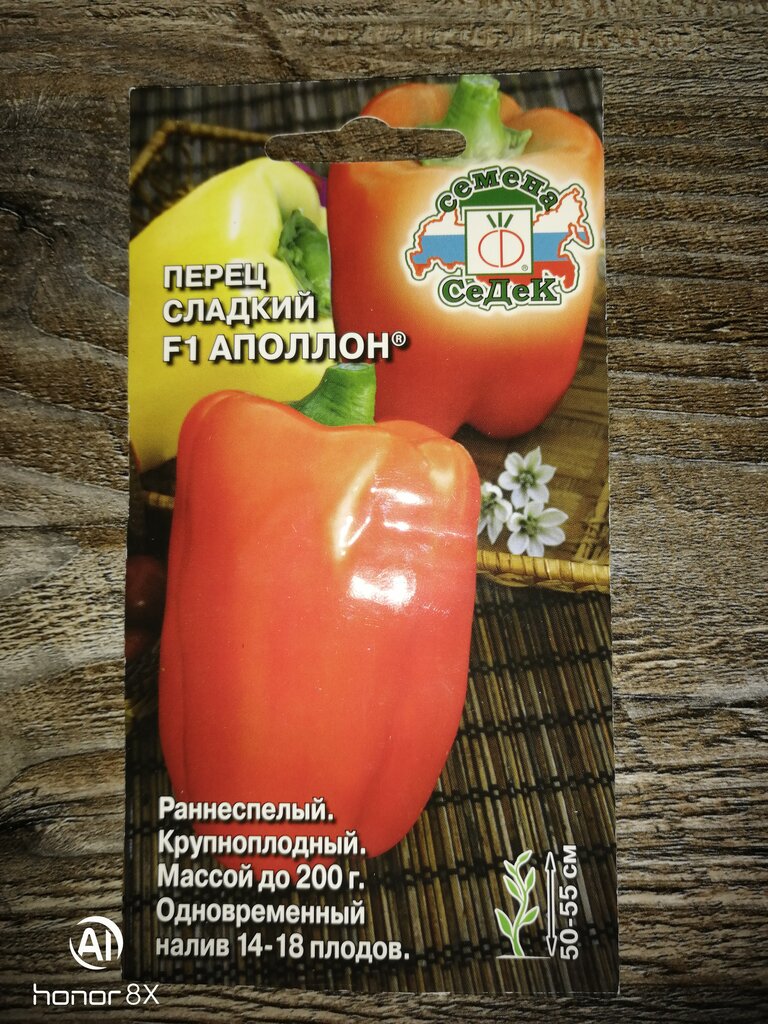 семена
СеДеК
®
ПЕРЕЦ
СЛАДКИЙ
F1 АПОЛЛОН®
Раннеспелый.
Крупноплодный.
Массой до 200 г.
Одновременный
налив 14-18 плодов.
50-55 см
AI
honor 8X